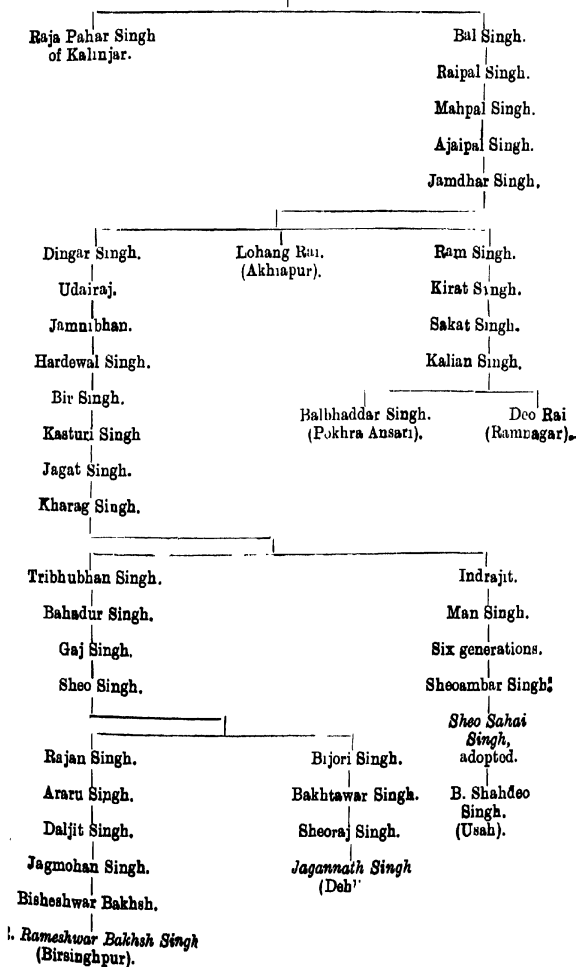 Raja Pahar Singh
of Kalinjar.
Bal Singh.
Raipal Singh.
Mahpal Singh.
Ajaipal Singh.
Jamdhar Singh.
Dingar Singh.
Lohang Rai.
(Akhiapur).
Ram Singh.
Udairaj.
Kirat Singh.
Jamnibhan.
Sakat Singh.
Hardewal Singh.
Kalian Singh.
Bir Singh.
Balbhaddar Singh.
(Pokhra Ansari).
Deo Rai
(Ramnagar).
Kasturi Singh
Jagat Singh.
Kharag Singh.
Tribhubhan Singh.
Indrajit.
Bahadur Singh.
Man Singh.
Gaj Singh.
Six generations.
Sheo Singh.
Sheoambar Singh.
Sheo Sahai
Singh,
adopted.
Rajan Singh.
Bijori Singh.
Araru Singh.
Bakhtawar Singh.
B. Shahdeo
Singh.
(Usah).
Daljit Singh.
Sheoraj Singh.
Jagmohan Singh.
Jagannath Singh
(Deh
Bisheshwar Bakhsh.
. Rameshwar Bakhsh Singh
(Birsinghpur).